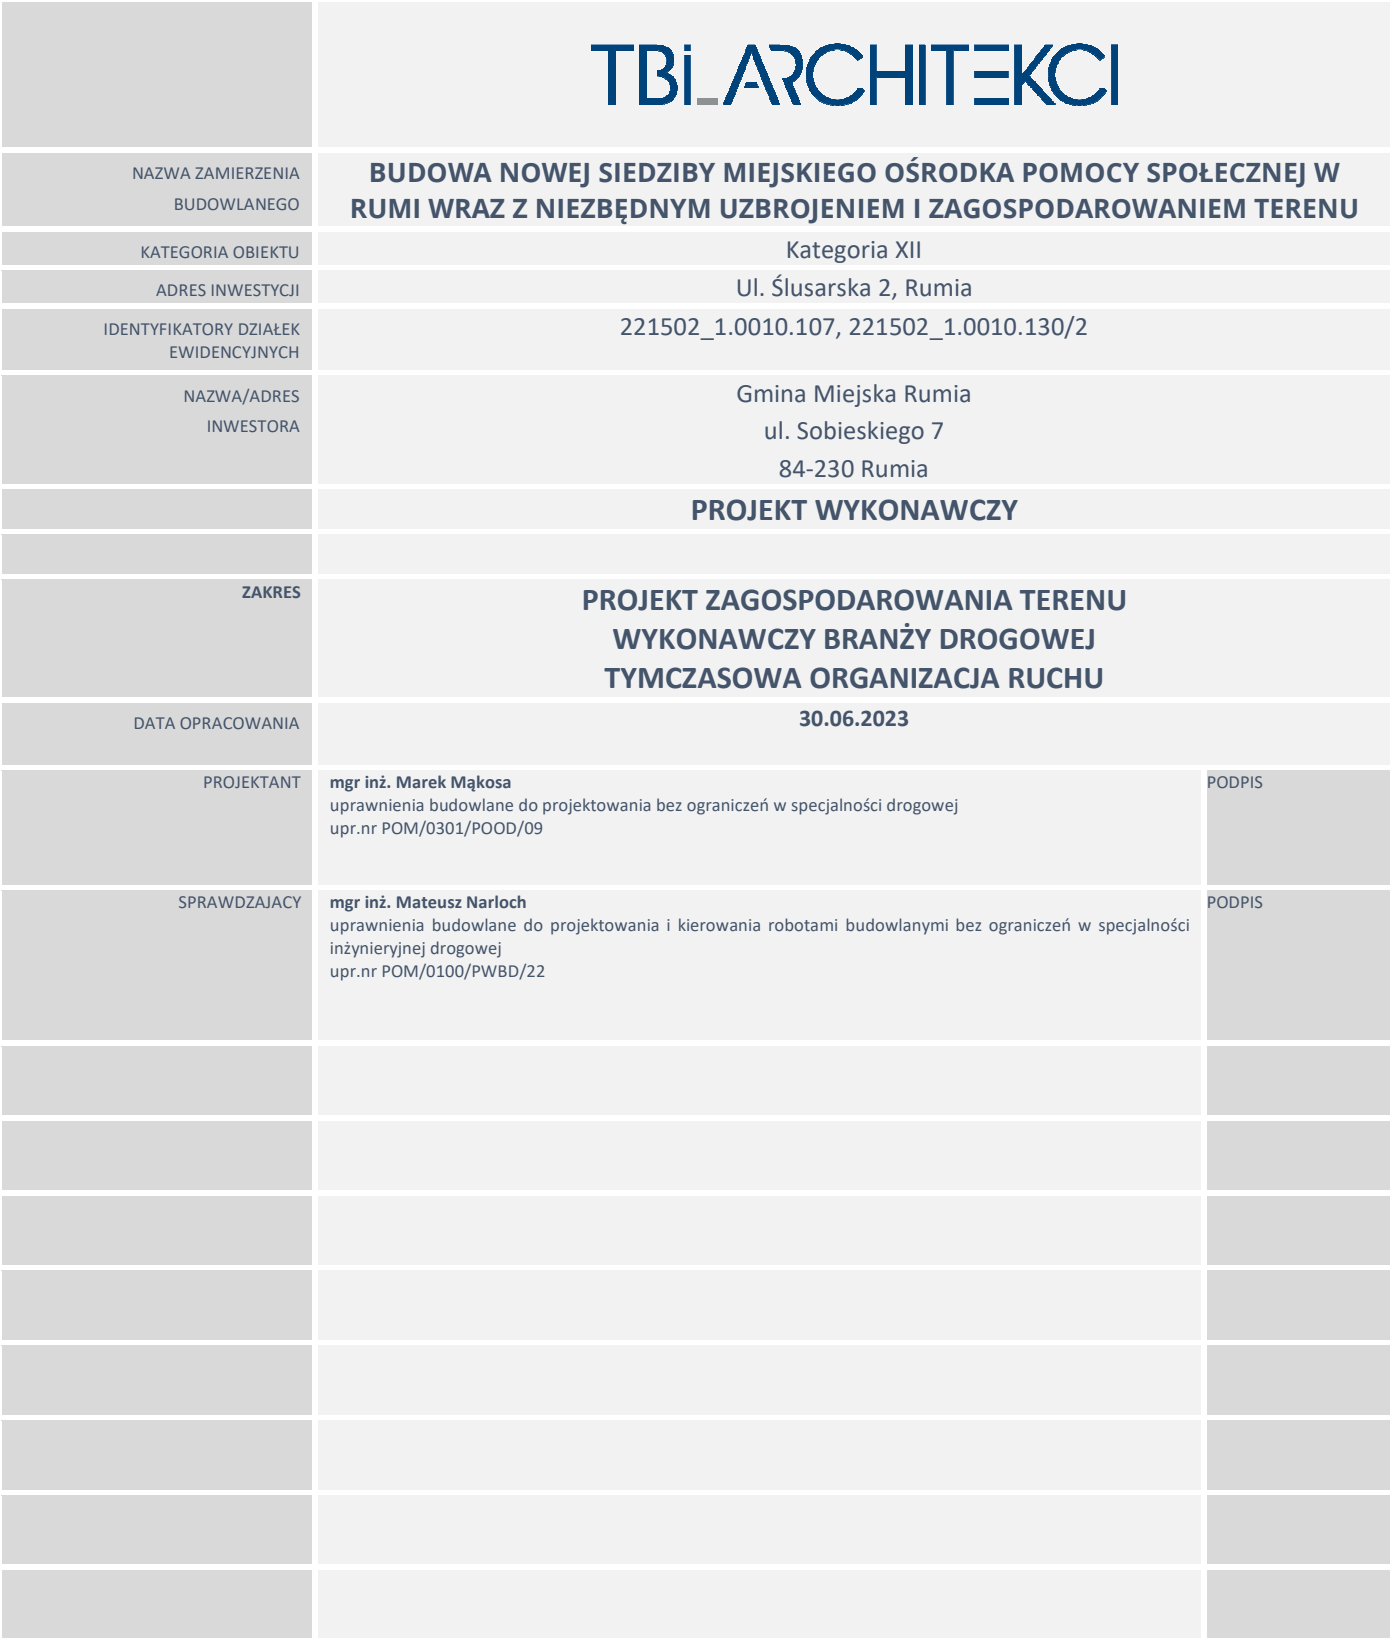 TBi_ARCHITEKCI
NAZWA ZAMIERZENIA
BUDOWLANEGO
BUDOWA NOWEJ SIEDZIBY MIEJSKIEGO OŚRODKA POMOCY SPOŁECZNEJ W
RUMI WRAZ Z NIEZBĘDNYM UZBROJENIEM I ZAGOSPODAROWANIEM TERENU
KATEGORIA OBIEKTU
Kategoria XII
ADRES INWESTYCJI
Ul. Ślusarska 2, Rumia
IDENTYFIKATORY DZIAŁEK
EWIDENCYJNYCH
221502_1.0010.107, 221502_1.0010.130/2
NAZWA/ADRES
INWESTORA
Gmina Miejska Rumia
ul. Sobieskiego 7
84-230 Rumia
PROJEKT WYKONAWCZY
ZAKRES
PROJEKT ZAGOSPODAROWANIA TERENU
WYKONAWCZY BRANŻY DROGOWEJ
TYMCZASOWA ORGANIZACJA RUCHU
DATA OPRACOWANIA
30.06.2023
PROJEKTANT
mgr inż. Marek Mąkosa
uprawnienia budowlane do projektowania bez ograniczeń w specjalności drogowej
upr.nr POM/0301/POOD/09
PODPIS
SPRAWDZAJACY
mgr inż. Mateusz Narloch
uprawnienia budowlane do projektowania i kierowania robotami budowlanymi bez ograniczeń w specjalności
inżynieryjnej drogowej
upr.nr POM/0100/PWBD/22
PODPIS